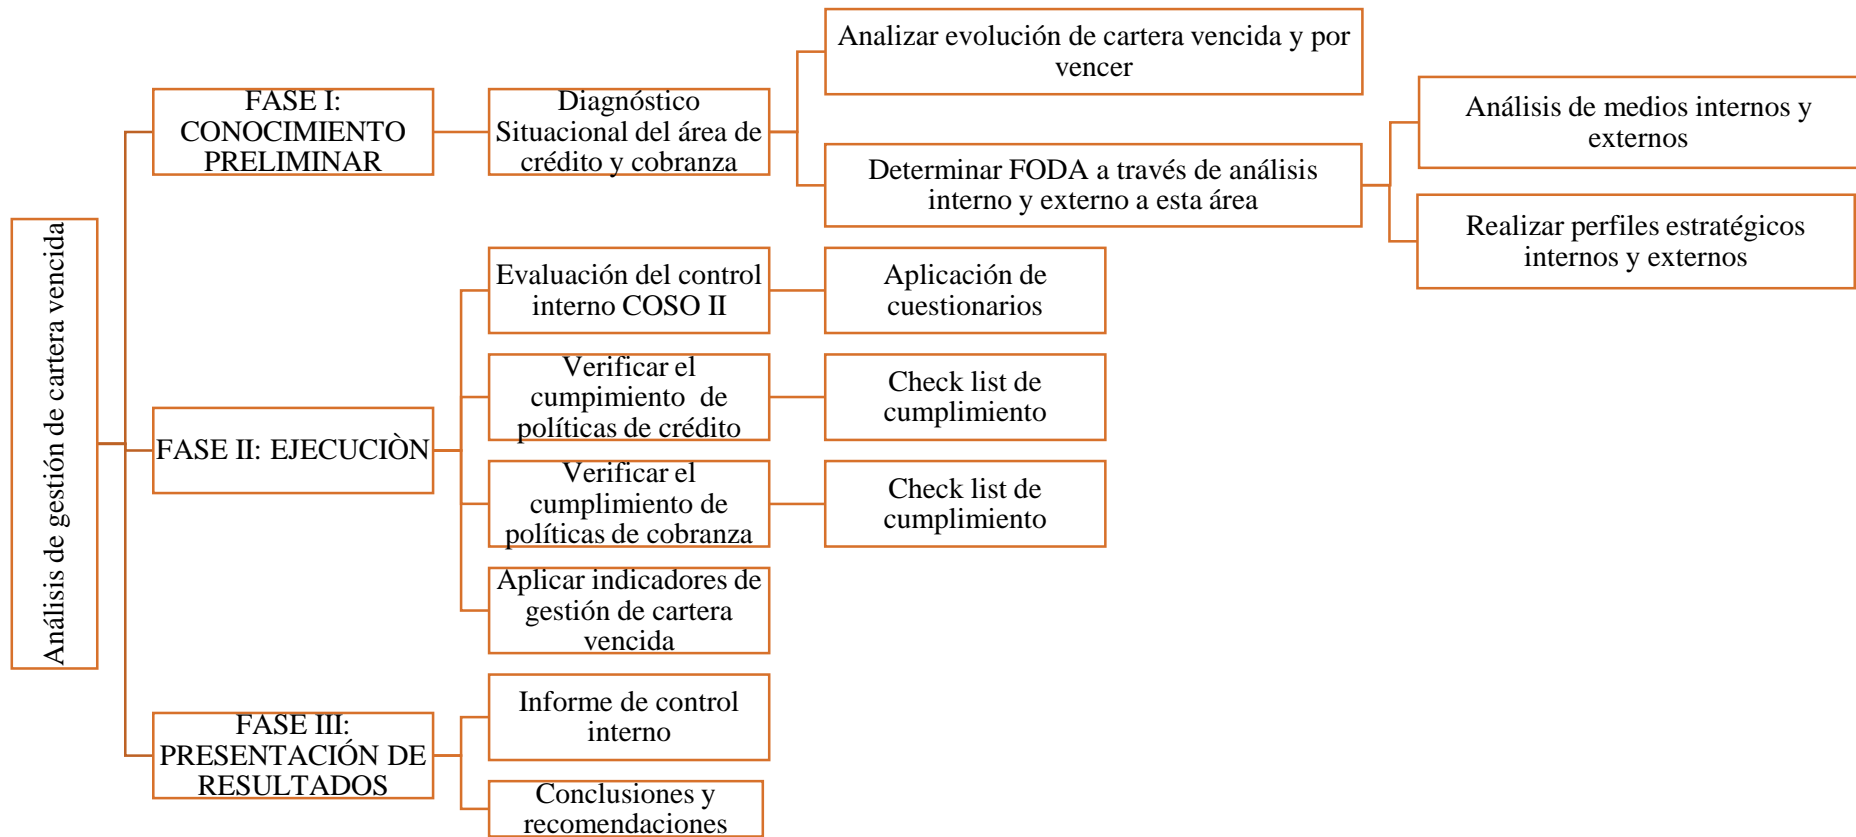 Análisis de gestión de cartera vencida
FASE I:
CONOCIMIENTO
PRELIMINAR
Diagnóstico
Situacional del área de
crédito y cobranza
Analizar evolución de cartera vencida y por
vencer
Determinar FODA a través de análisis
interno y externo a esta área
Análisis de medios internos y
externos
Realizar perfiles estratégicos
internos y externos
FASE II: EJECUCIÒN
Evaluación del control
interno COSO II
Aplicación de
cuestionarios
Verificar el
cumpimiento de
políticas de crédito
Check list de
cumplimiento
Verificar el
cumplimiento de
políticas de cobranza
Check list de
cumplimiento
Aplicar indicadores de
gestión de cartera
vencida
FASE III:
PRESENTACIÓN DE
RESULTADOS
Informe de control
interno
Conclusiones y
recomendaciones